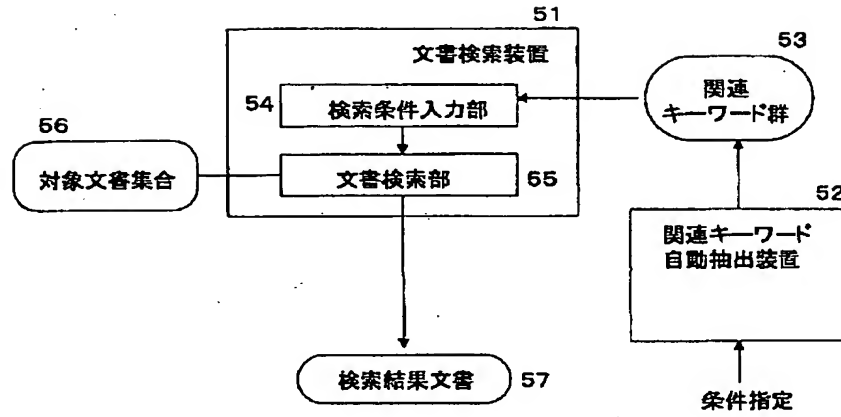 51
文書検索装置
53
関連
キーワード群
54
検索条件入力部
56
対象文書集合
文書検索部
55
52
関連キーワード
自動抽出装置
検索結果文書
57
条件指定